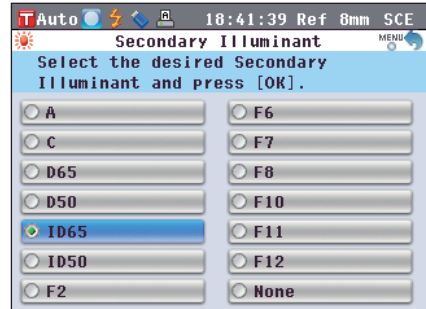 T Auto A 18:41:39 Ref 8mm SCE
Secondary Illuminant MENU
Select the desired Secondary
Illuminant and press [OK].
A
C
D65
D50
ID65
ID50
F2
F6
F7
F8
F10
F11
F12
None